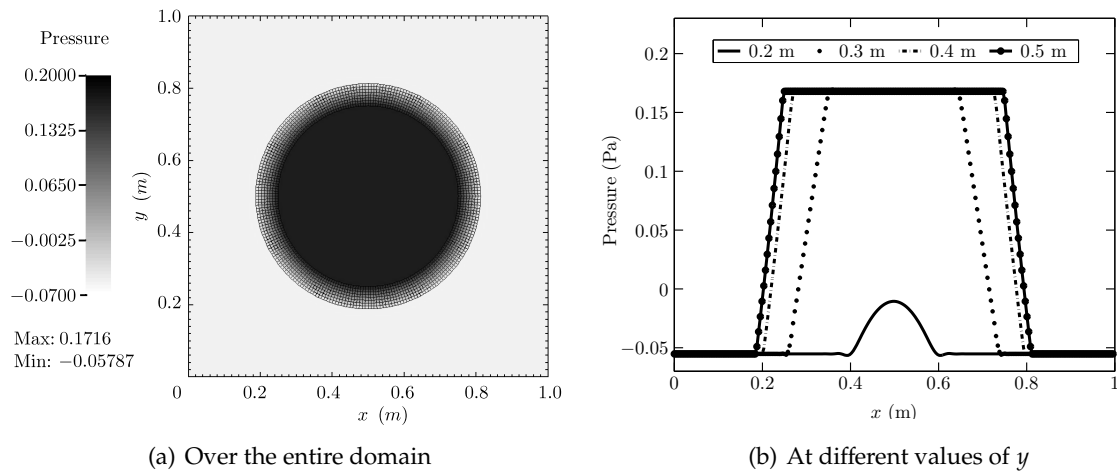 Pressure
0.2000
0.1325
0.0650
−0.0025
−0.0700
Max: 0.1716
Min: −0.05787
1.0
0.8
0.6
0.4
0.2
0
0.2
0.4
0.6
0.8
1.0
y (m)
x (m)
(a) Over the entire domain
0.2 m
0.3 m
0.4 m
0.5 m
0.2
0.15
0.1
0.05
0
−0.05
0
0.2
0.4
0.6
0.8
1
Pressure (Pa)
x (m)
(b) At different values of y